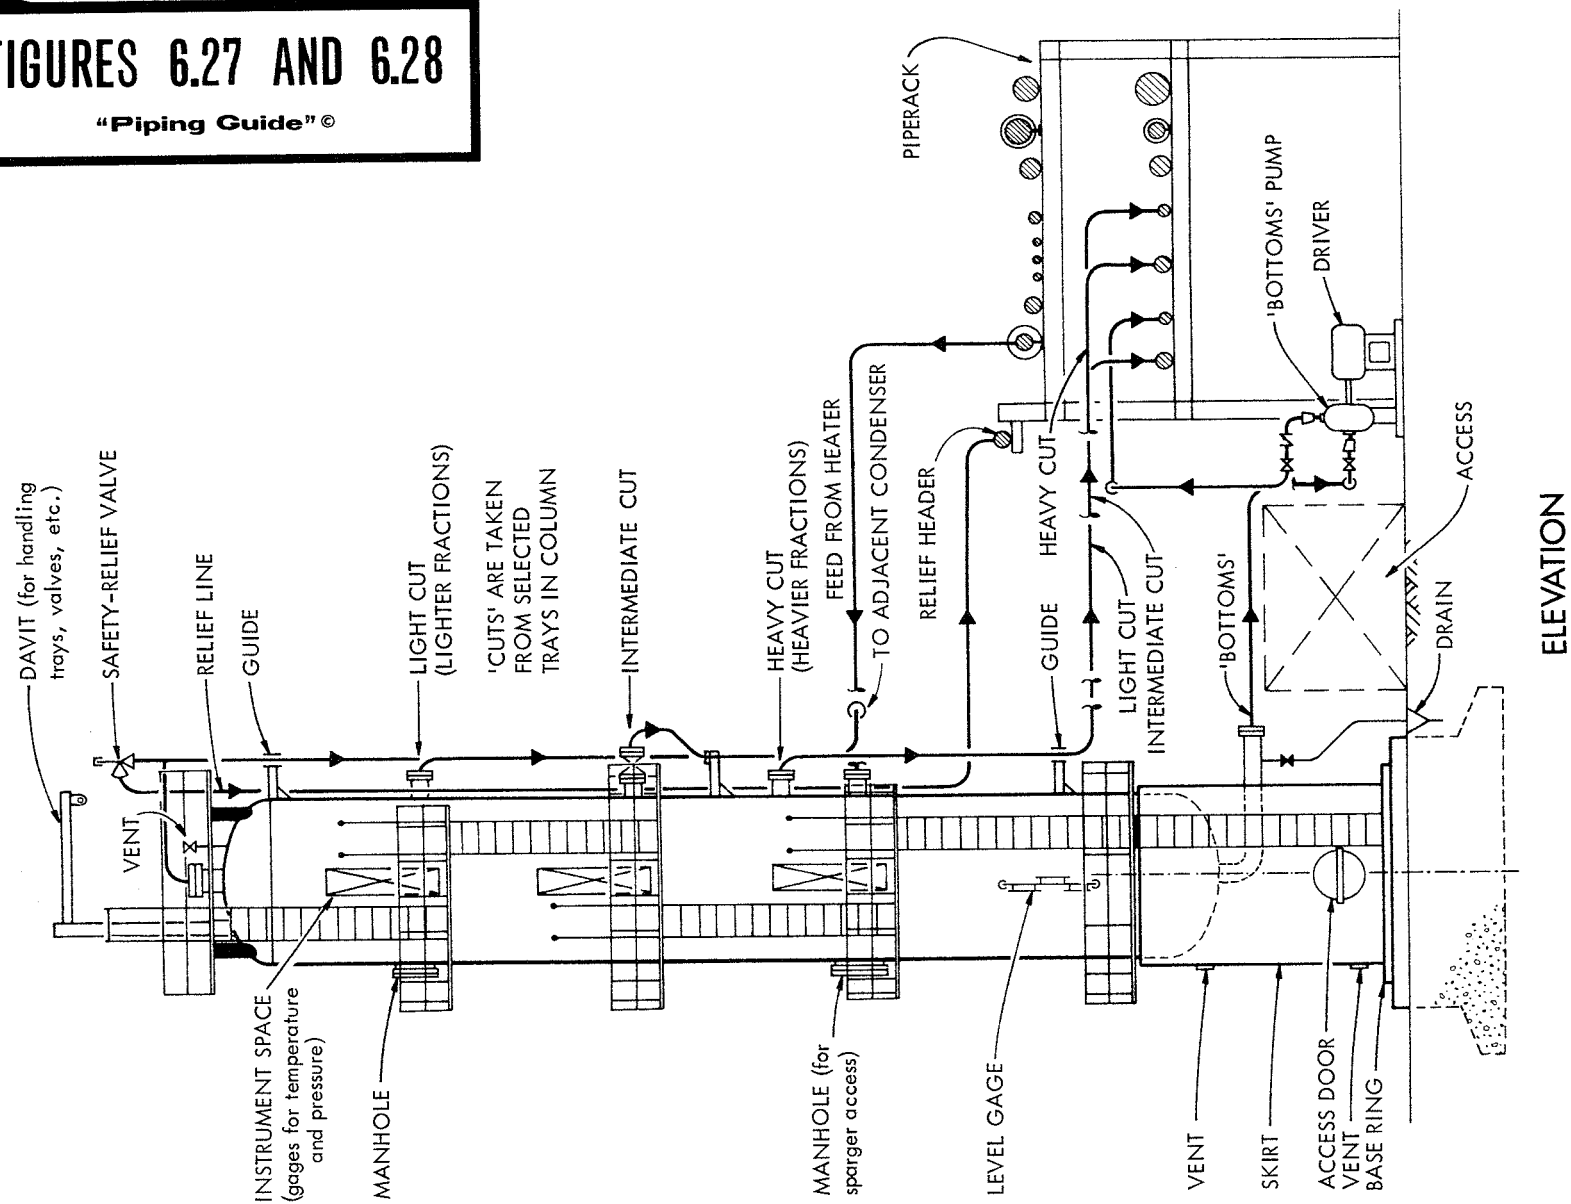 FIGURES 6.27 AND 6.28
"Piping Guide"©
DAVIT (for handling
trays, valves, etc.)
SAFETY-RELIEF VALVE
VENT
RELIEF LINE
GUIDE
INSTRUMENT SPACE
(gages for temperature
and pressure)
MANHOLE
LIGHT CUT
(LIGHTER FRACTIONS)
'CUTS' ARE TAKEN
FROM SELECTED
TRAYS IN COLUMN
INTERMEDIATE CUT
HEAVY CUT
(HEAVIER FRACTIONS)
FEED FROM HEATER
TO ADJACENT CONDENSER
MANHOLE (for
sparger access)
PIPERACK
RELIEF HEADER
LEVEL GAGE
HEAVY CUT
GUIDE
LIGHT CUT
INTERMEDIATE CUT
'BOTTOMS'
'BOTTOMS' PUMP
DRIVER
ACCESS
DRAIN
VENT
SKIRT
ACCESS DOOR
VENT
BASE RING
ELEVATION